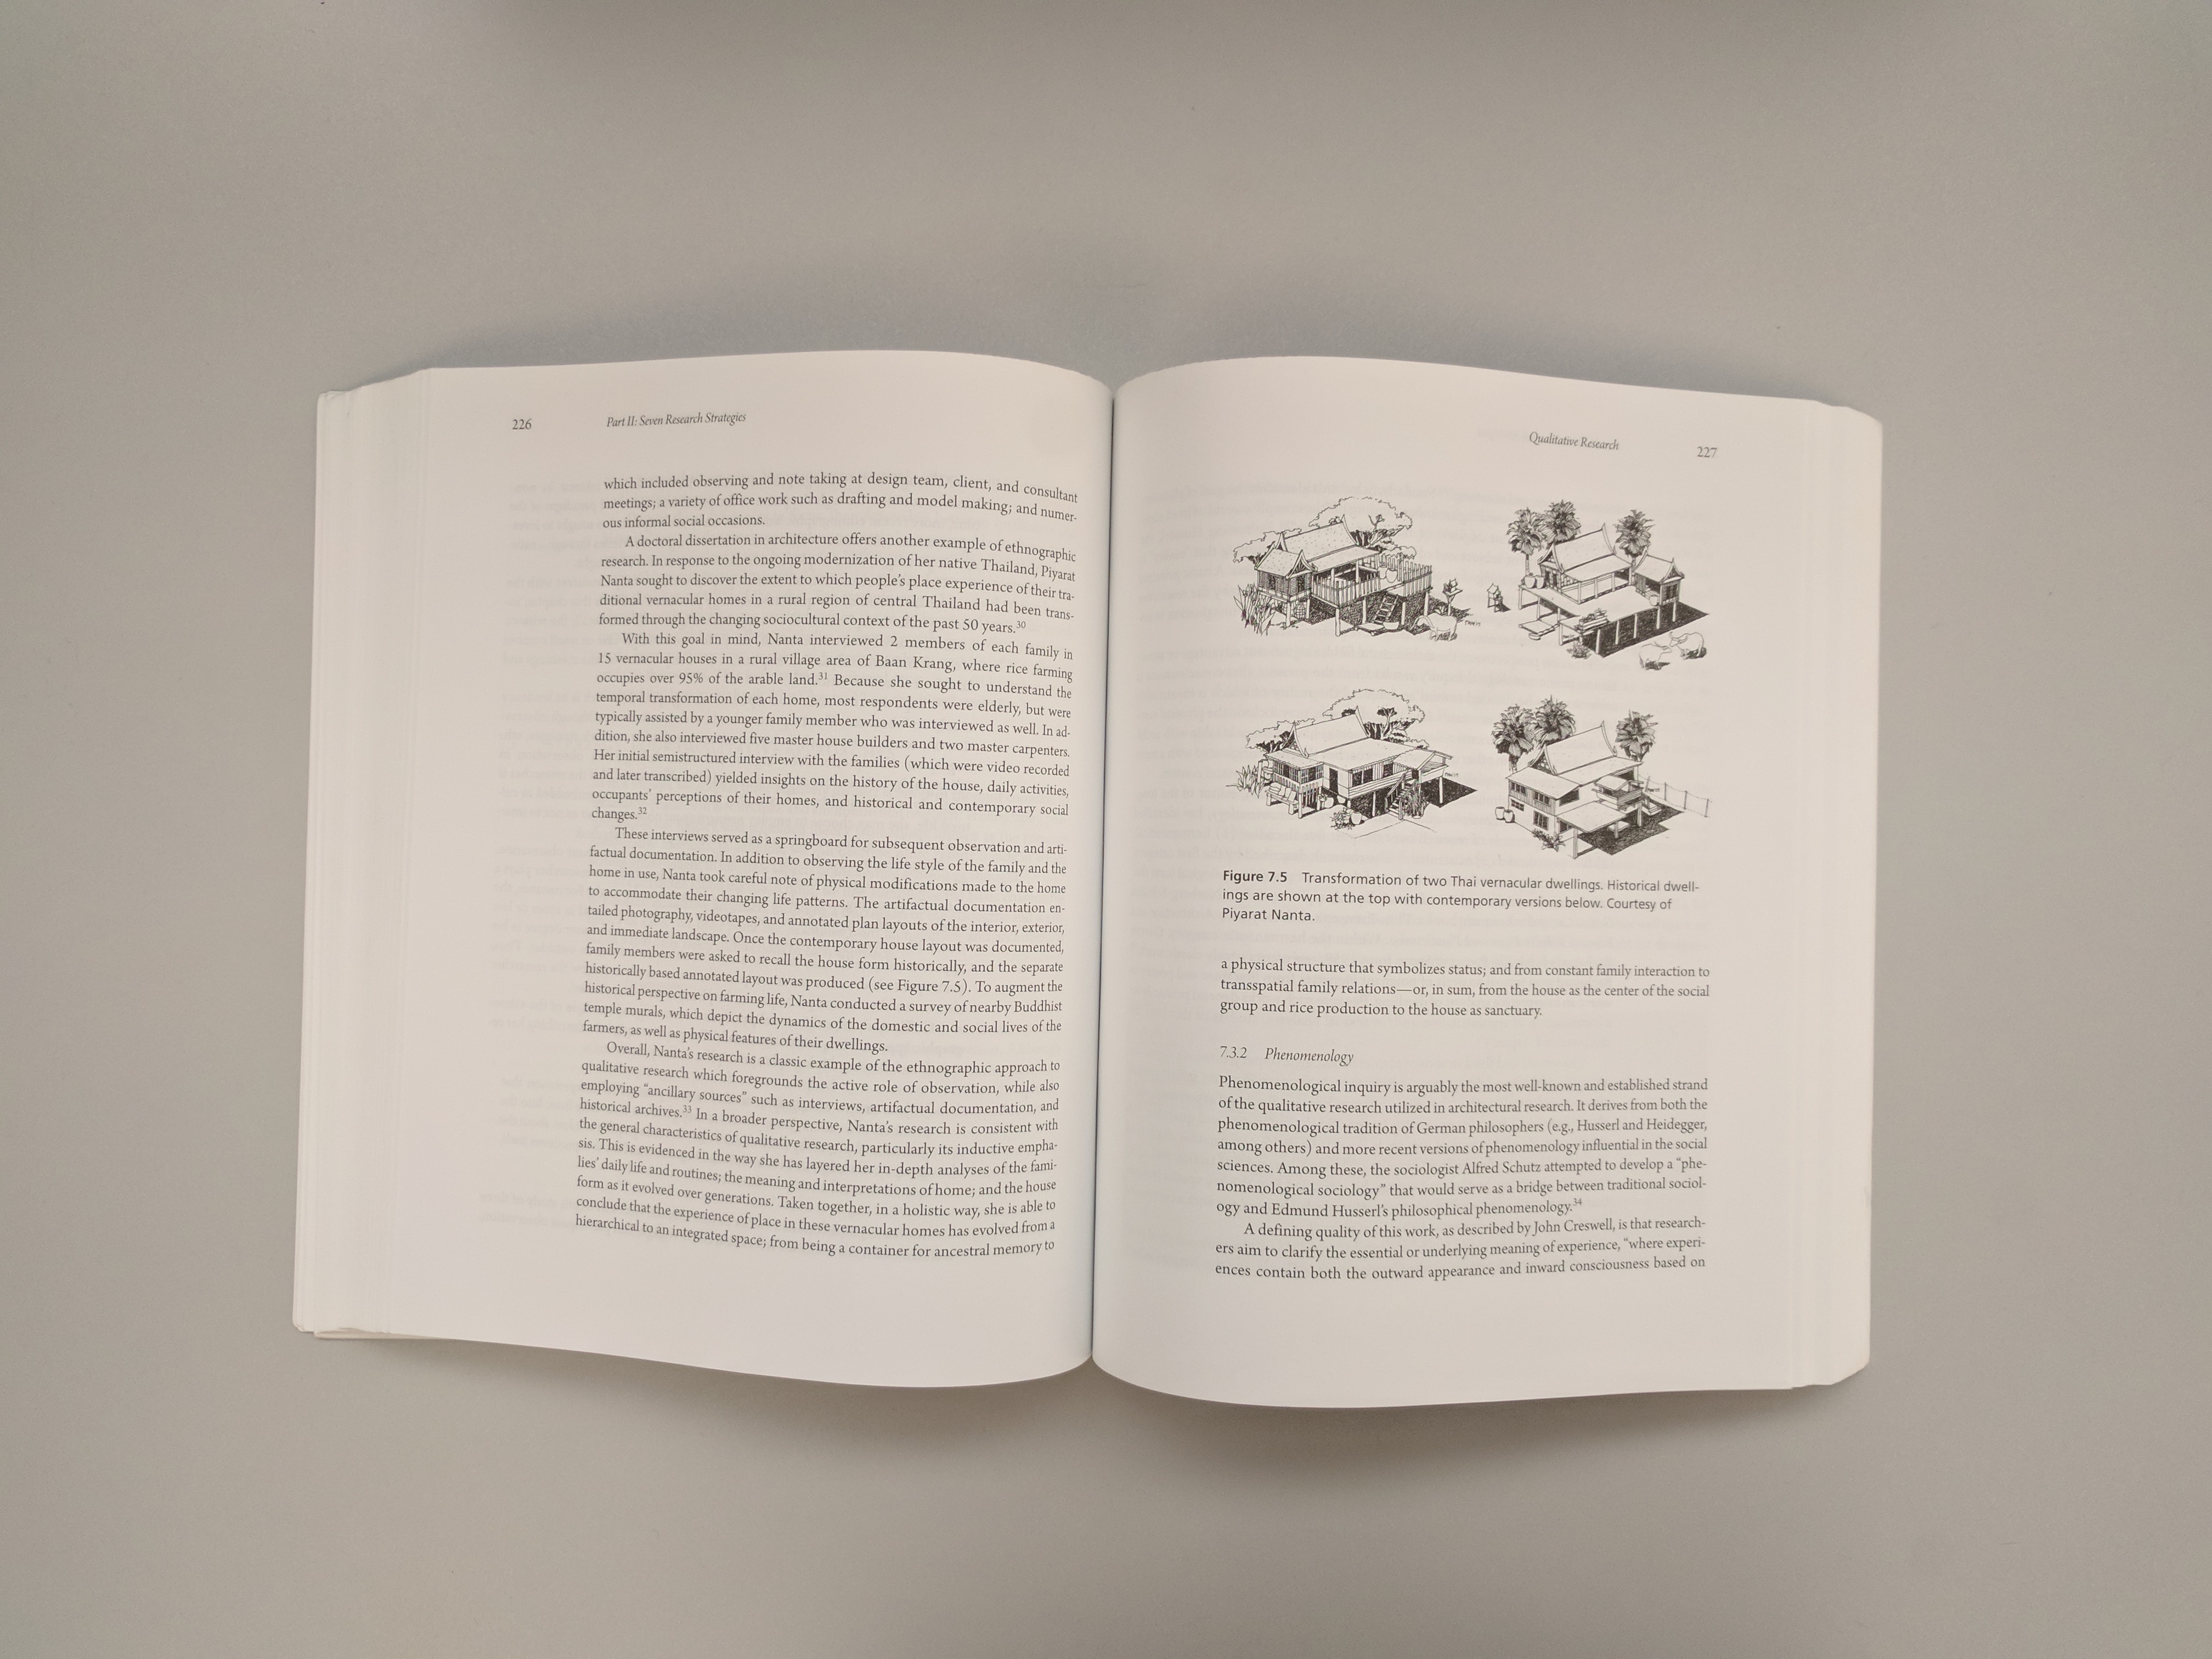 226 Part II: Seven Research Strategies
which included observing and note taking at design team, client, and consultant
meetings; a variety of office work such as drafting and model making; and numer-
ous informal social occasions.
A doctoral dissertation in architecture offers another example of ethnographic
research. In response to the ongoing modernization of her native Thailand, Piyarat
Nanta sought to discover the extent to which people's place experience of their tra-
ditional vernacular homes in a rural region of central Thailand had been trans-
formed through the changing sociocultural context of the past 50 years.30
With this goal in mind, Nanta interviewed 2 members of each family in
15 vernacular houses in a rural village area of Baan Krang, where rice farming
occupies over 95% of the arable land.31 Because she sought to understand the
temporal transformation of each home, most respondents were elderly, but were
typically assisted by a younger family member who was interviewed as well. In ad-
dition, she also interviewed five master house builders and two master carpenters.
Her initial semistructured interview with the families (which were video recorded
and later transcribed) yielded insights on the history of the house, daily activities,
occupants' perceptions of their homes, and historical and contemporary social
changes.32
These interviews served as a springboard for subsequent observation and arti-
factual documentation. In addition to observing the life style of the family and the
home in use, Nanta took careful note of physical modifications made to the home
to accommodate their changing life patterns. The artifactual documentation en-
tailed photography, videotapes, and annotated plan layouts of the interior, exterior,
and immediate landscape. Once the contemporary house layout was documented,
family members were asked to recall the house form historically, and the separate
historically based annotated layout was produced (see Figure 7.5). To augment the
historical perspective on farming life, Nanta conducted a survey of nearby Buddhist
temple murals, which depict the dynamics of the domestic and social lives of the
farmers, as well as physical features of their dwellings.
Overall, Nanta's research is a classic example of the ethnographic approach to
qualitative research which foregrounds the active role of observation, while also
employing "ancillary sources" such as interviews, artifactual documentation, and
historical archives.33 In a broader perspective, Nanta's research is consistent with
the general characteristics of qualitative research, particularly its inductive empha-
sis. This is evidenced in the way she has layered her in-depth analyses of the fami-
lies' daily life and routines; the meaning and interpretations of home; and the house
form as it evolved over generations. Taken together, in a holistic way, she is able to
conclude that the experience of place in these vernacular homes has evolved from a
hierarchical to an integrated space; from being a container for ancestral memory to
Qualitative Research 227
Figure 7.5 Transformation of two Thai vernacular dwellings. Historical dwell-
ings are shown at the top with contemporary versions below. Courtesy of
Piyarat Nanta.
a physical structure that symbolizes status; and from constant family interaction to
transspatial family relations—or, in sum, from the house as the center of the social
group and rice production to the house as sanctuary.
7.3.2 Phenomenology
Phenomenological inquiry is arguably the most well-known and established strand
of the qualitative research utilized in architectural research. It derives from both the
phenomenological tradition of German philosophers (e.g., Husserl and Heidegger,
among others) and more recent versions of phenomenology influential in the social
sciences. Among these, the sociologist Alfred Schutz attempted to develop a "phe-
nomenological sociology" that would serve as a bridge between traditional sociol-
ogy and Edmund Husserl's philosophical phenomenology.34
A defining quality of this work, as described by John Creswell, is that research-
ers aim to clarify the essential or underlying meaning of experience, "where experi-
ences contain both the outward appearance and inward consciousness based on